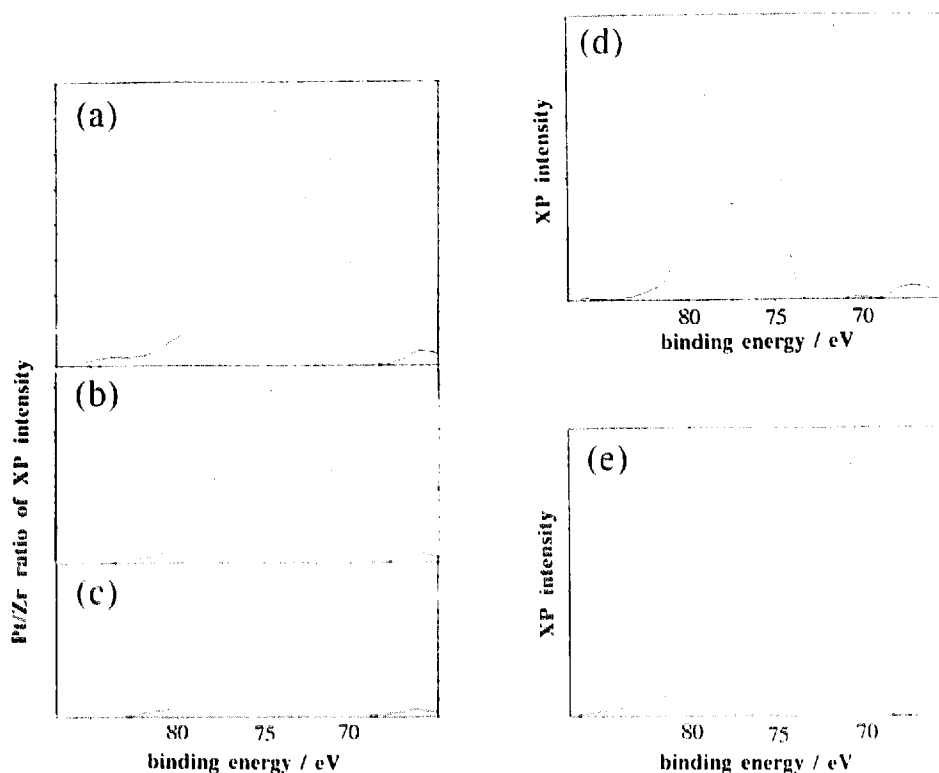 (a)
(b)
(c)
Pt/Zr ratio of XP intensity
80 75 70
binding energy / eV
(d)
XP intensity
80 75 70
binding energy / eV
(e)
XP intensity
80 75 70
binding energy / eV